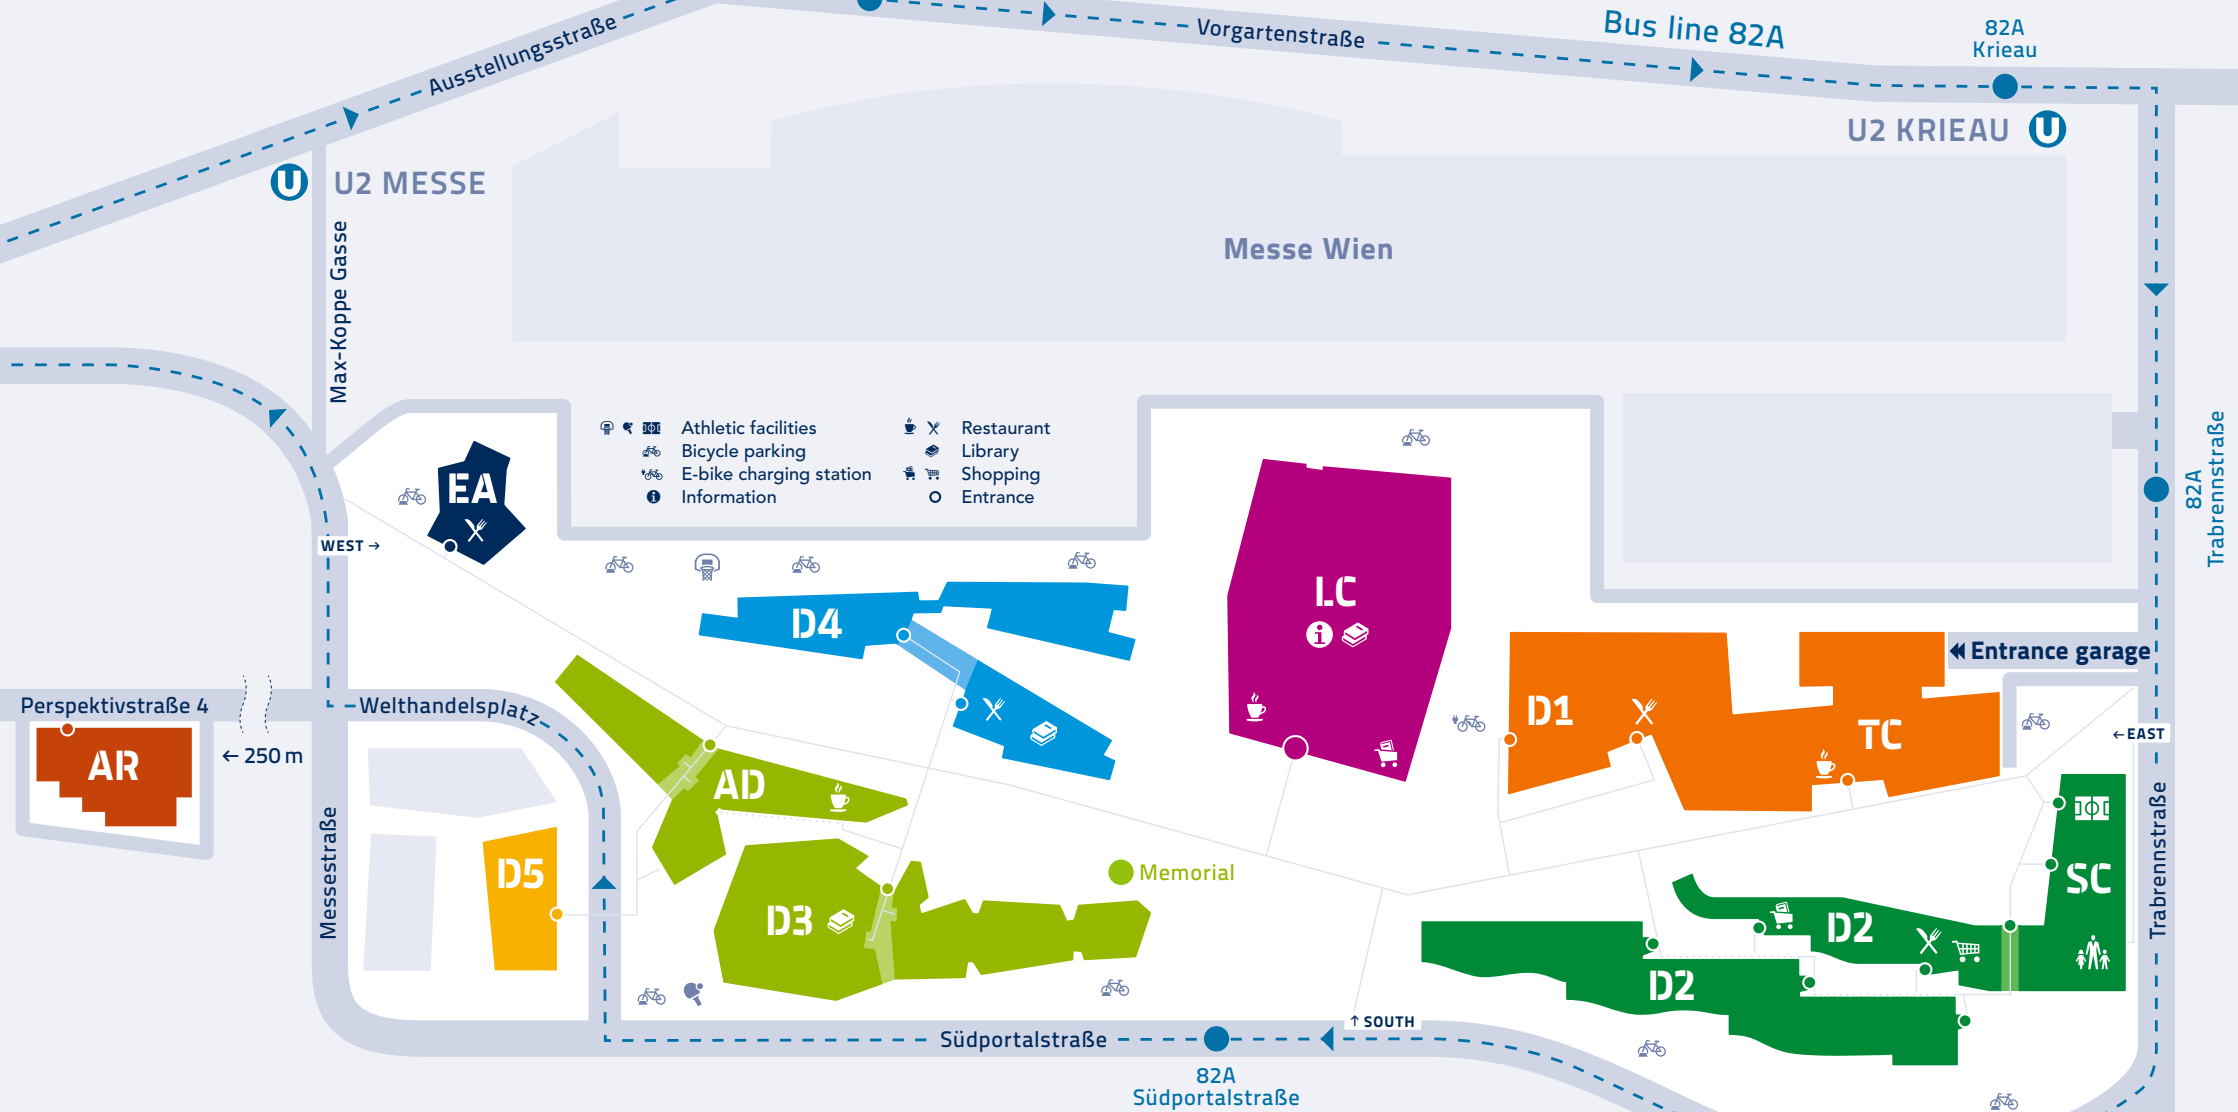 Ausstellungsstraße
Vorgartenstraße
Bus line 82A
82A
Krieau
U2 KRIEAU
U
U
U2 MESSE
Max-Koppe Gasse
Messe Wien
Athletic facilities
Bicycle parking
E-bike charging station
Information
Restaurant
Library
Shopping
Entrance
EA
WEST →
82A
Trabrennstraße
D4
LC
i
Entrance garage
D1
TC
← EAST
Perspektivstraße 4
Welthandelsplatz
← 250 m
AR
AD
Messestraße
D5
D3
Memorial
SC
D2
D2
Trabrennstraße
↑ SOUTH
Südportalstraße
82A
Südportalstraße